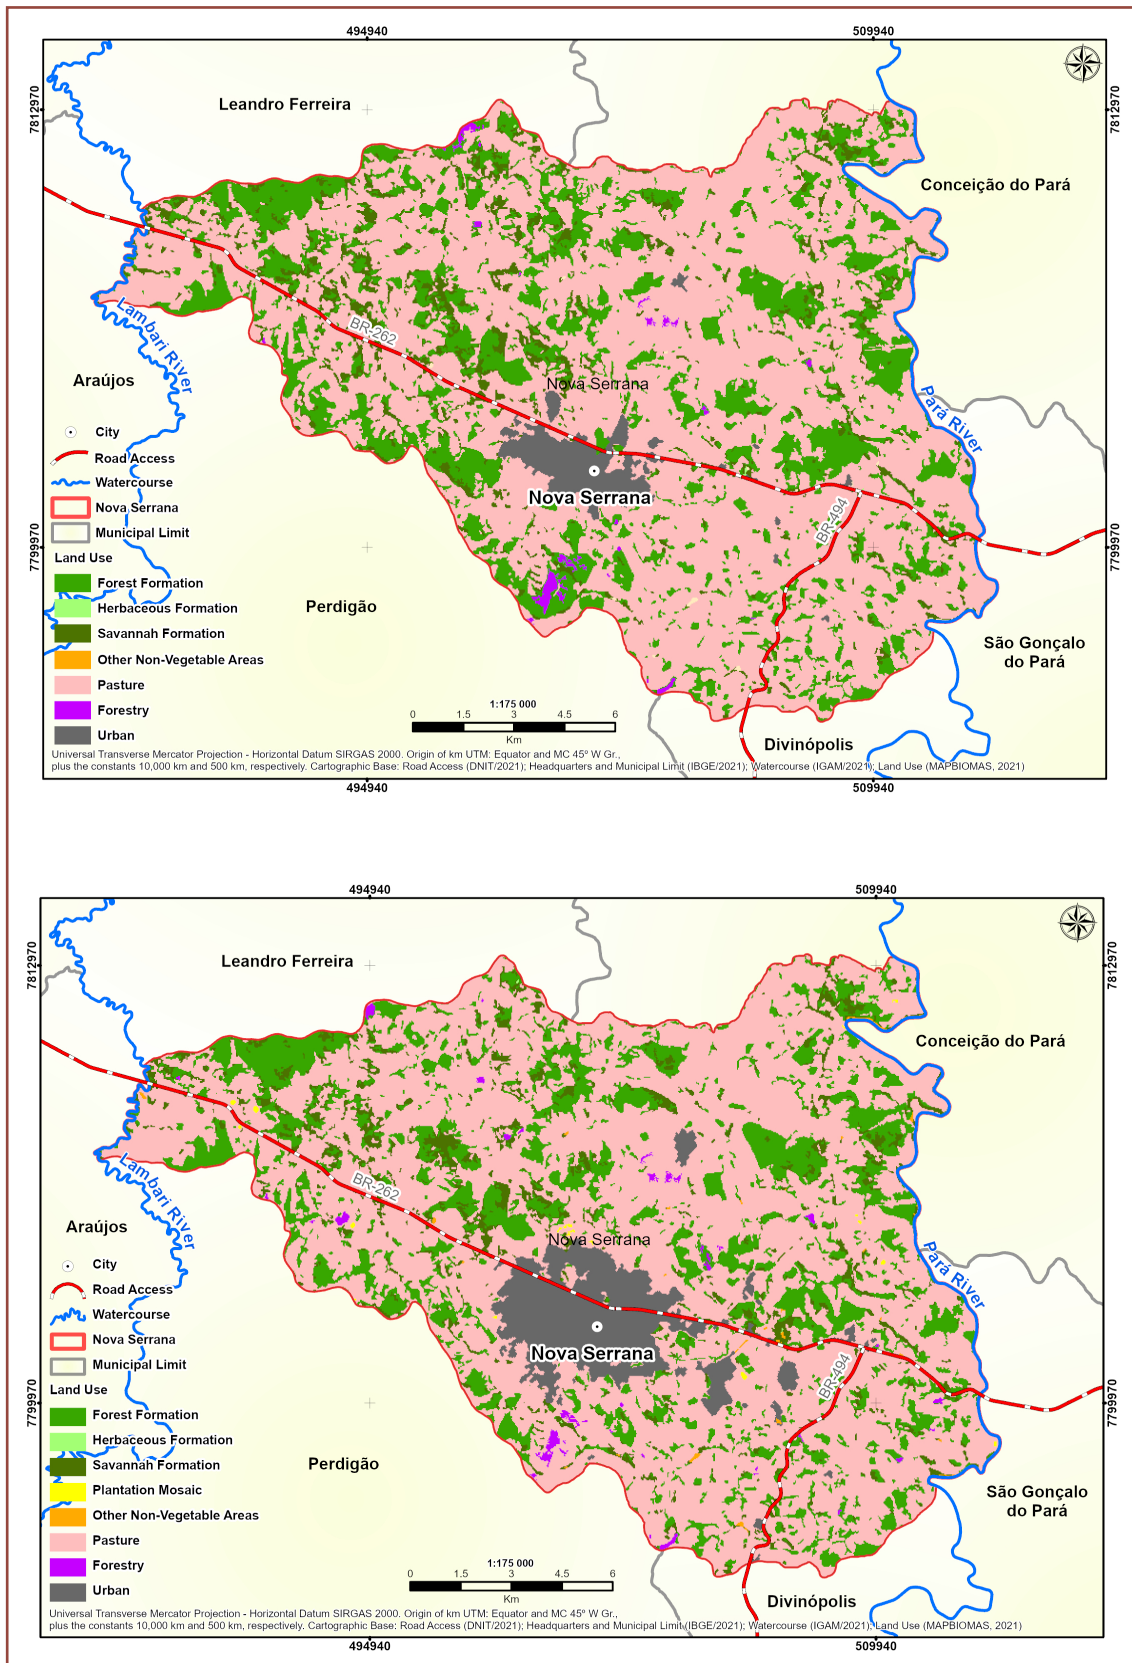 494940
509940
7812970
7812970
Leandro Ferreira
Conceição do Pará
Lambari River
BR-262
Araújos
Nova Serrana
Pará River
City
Road Access
Watercourse
Nova Serrana
Nova Serrana
BR-494
Municipal Limit
7799970
7799970
Land Use
Forest Formation
Herbaceous Formation
Perdigão
Savannah Formation
São Gonçalo
do Pará
Other Non-Vegetable Areas
Pasture
Forestry
Urban
1:175 000
0 1.5 3 4.5 6
Km
Divinópolis
Universal Transverse Mercator Projection - Horizontal Datum SIRGAS 2000. Origin of km UTM: Equator and MC 45º W Gr.,
plus the constants 10,000 km and 500 km, respectively. Cartographic Base: Road Access (DNIT/2021); Headquarters and Municipal Limit (IBGE/2021); Watercourse (IGAM/2021); Land Use (MAPBIOMAS, 2021)
494940
509940
494940
509940
7812970
7812970
Leandro Ferreira
Conceição do Pará
Lambari River
BR-262
Araújos
Nova Serrana
Pará River
City
Road Access
Watercourse
Nova Serrana
Nova Serrana
BR-494
Municipal Limit
7799970
7799970
Land Use
Forest Formation
Herbaceous Formation
Perdigão
Savannah Formation
Plantation Mosaic
São Gonçalo
do Pará
Other Non-Vegetable Areas
Pasture
Forestry
Urban
1:175 000
0 1.5 3 4.5 6
Km
Divinópolis
Universal Transverse Mercator Projection - Horizontal Datum SIRGAS 2000. Origin of km UTM: Equator and MC 45º W Gr.,
plus the constants 10,000 km and 500 km, respectively. Cartographic Base: Road Access (DNIT/2021); Headquarters and Municipal Limit (IBGE/2021); Watercourse (IGAM/2021); Land Use (MAPBIOMAS, 2021)
494940
509940